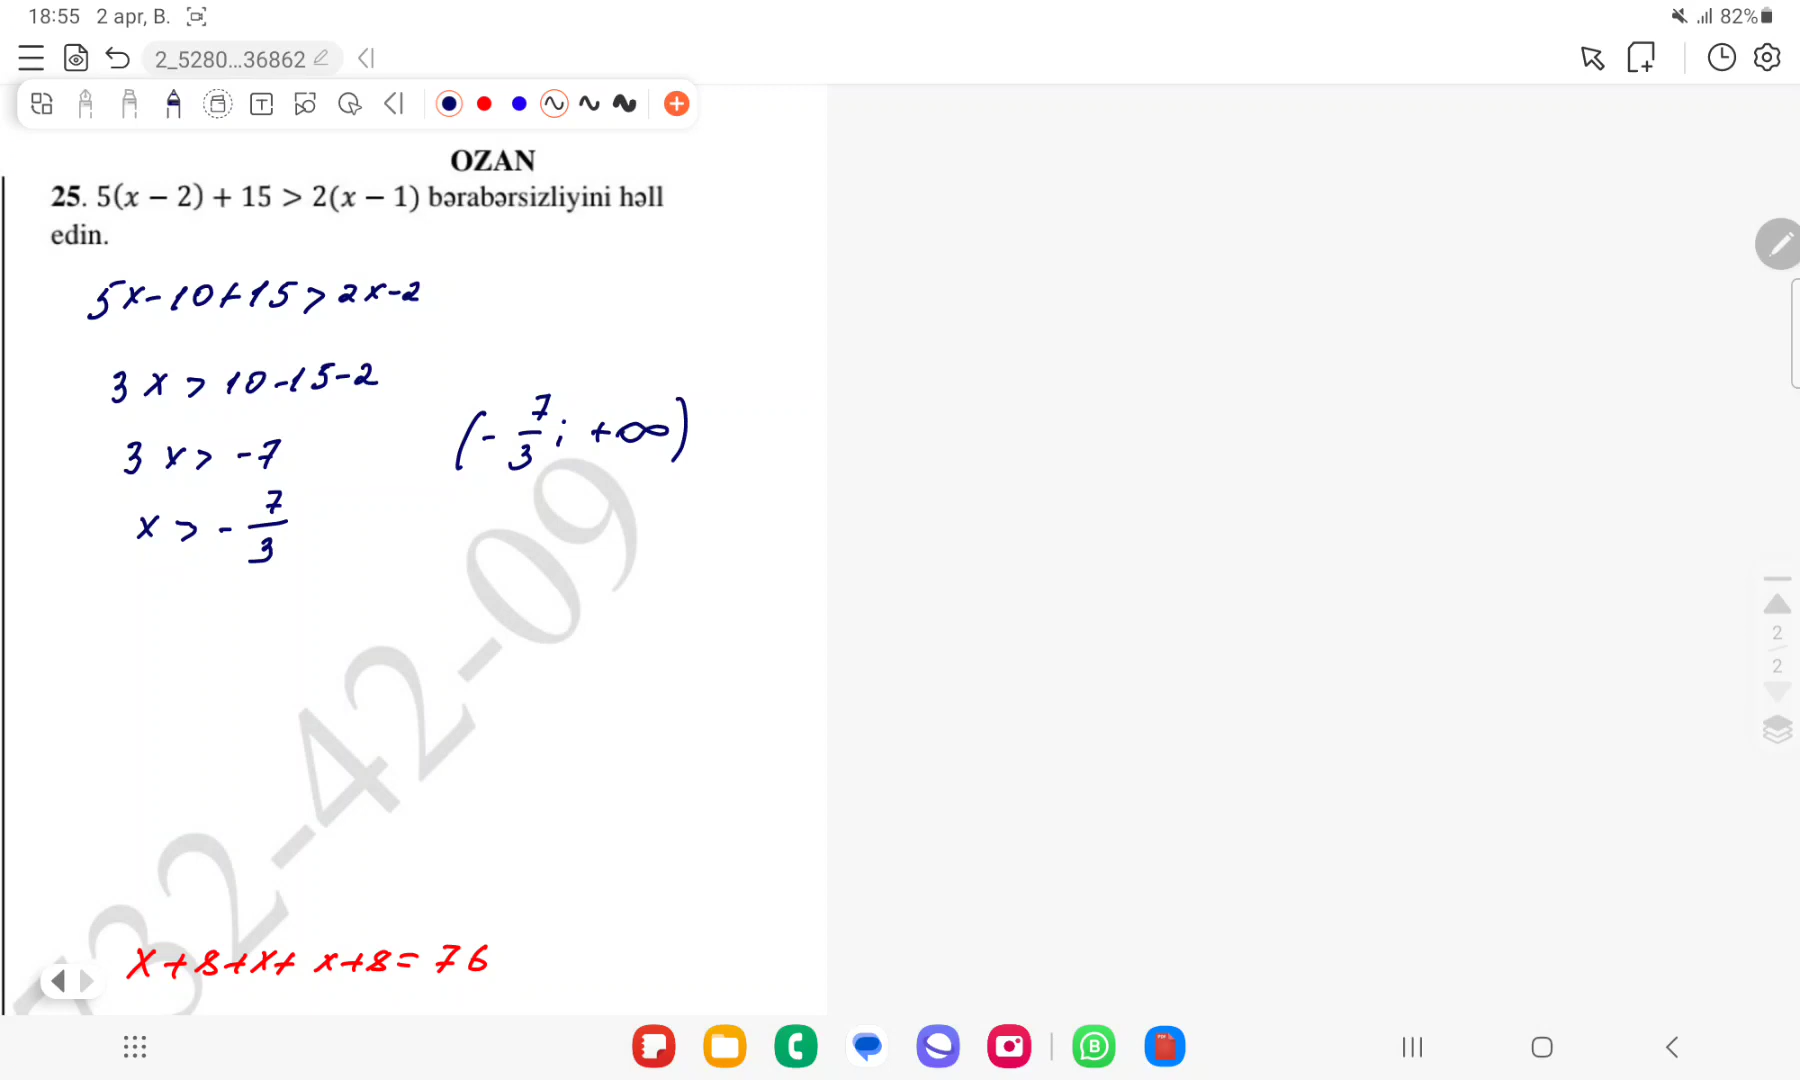 18:55 2 apr, B.
82%
2_5280...36862
OZAN
25. 5(x − 2) + 15 > 2(x − 1) bərabərsizliyini həll
edin.
5x-10+15>2x-2
3x>10-15-2
3x>-7
(-7/3; +∞)
x>-7/3
2
2
32-42-09
x+8+x+x+8=76